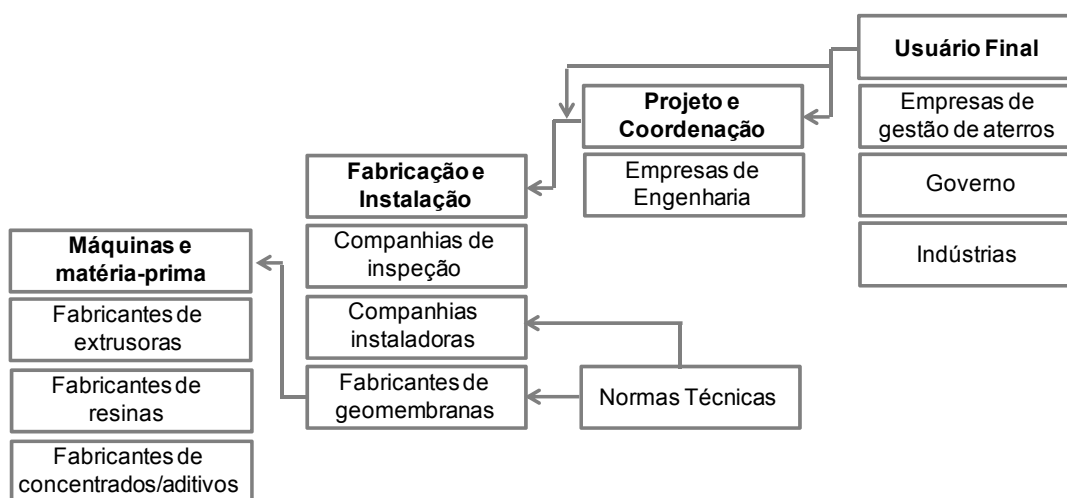 Usuário Final
Projeto e
Coordenação
Empresas de
gestão de aterros
Fabricação e
Instalação
Empresas de
Engenharia
Governo
Máquinas e
matéria-prima
Companhias de
inspeção
Indústrias
Fabricantes de
extrusoras
Companhias
instaladoras
Fabricantes de
resinas
Fabricantes de
geomembranas
Normas Técnicas
Fabricantes de
concentrados/aditivos